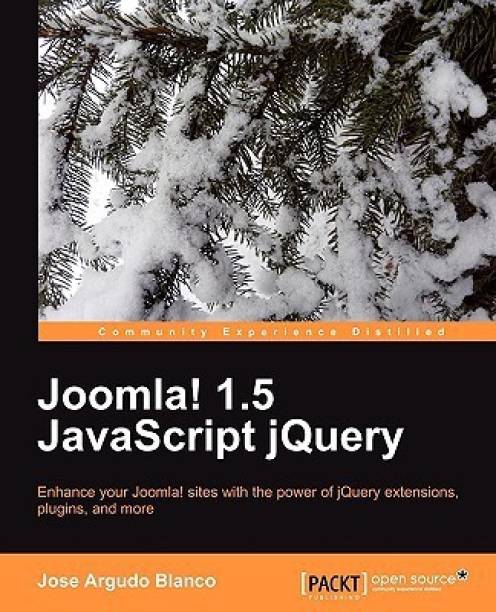 Community Experience Distilled
Joomla! 1.5
JavaScript jQuery
Enhance your Joomla! sites with the power of jQuery extensions,
plugins, and more
Jose Argudo Blanco
[PACKT]
PUBLISHING
open source*
community experience distilled